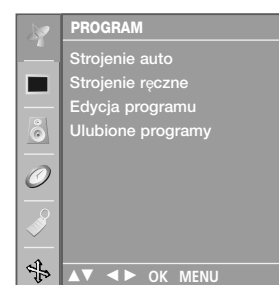 PROGRAM
Strojenie auto
Strojenie ręczne
Edycja programu
Ulubione programy
▲▼ ◄► OK MENU